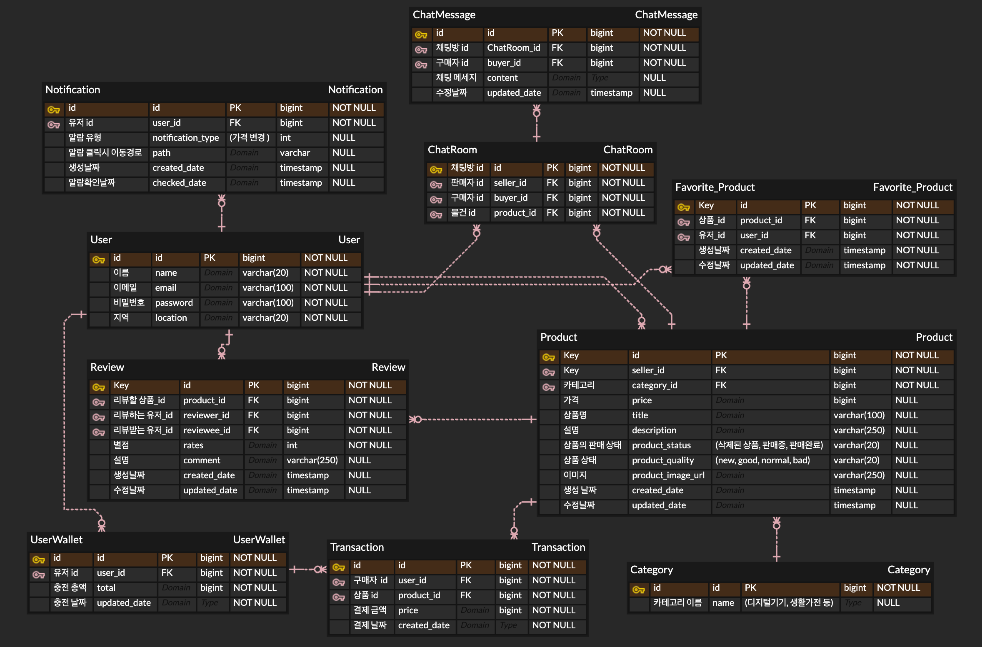 ChatMessage ChatMessage
id id PK bigint NOT NULL
채팅방 id ChatRoom_id FK bigint NOT NULL
구매자 id buyer_id FK bigint NOT NULL
채팅 메세지 content Domain Type NULL
수정날짜 updated_date Domain timestamp NULL
Notification Notification
id id PK bigint NOT NULL
유저 id user_id FK bigint NOT NULL
알람 유형 notification_type (가격 변경 ) int NULL
알람 클릭시 이동경로 path Domain varchar NULL
생성날짜 created_date Domain timestamp NULL
알람확인날짜 checked_date Domain timestamp NULL
ChatRoom ChatRoom
채팅방 id id PK bigint NOT NULL
판매자 id seller_id FK bigint NOT NULL
구매자 id buyer_id FK bigint NOT NULL
물건 id product_id FK bigint NOT NULL
Favorite_Product Favorite_Product
Key id PK bigint NOT NULL
상품_id product_id FK bigint NOT NULL
유저_id user_id FK bigint NOT NULL
생성날짜 created_date Domain timestamp NOT NULL
수정날짜 updated_date Domain timestamp NOT NULL
User User
id id PK bigint NOT NULL
이름 name Domain varchar(20) NOT NULL
이메일 email Domain varchar(100) NOT NULL
비밀번호 password Domain varchar(100) NOT NULL
지역 location Domain varchar(20) NOT NULL
Product Product
Key id PK bigint NOT NULL
Key seller_id FK bigint NOT NULL
카테고리 category_id FK bigint NOT NULL
가격 price Domain bigint NULL
상품명 title Domain varchar(100) NULL
설명 description Domain varchar(250) NULL
상품의 판매 상태 product_status (삭제된 상품, 판매중, 판매완료) varchar(20) NULL
상품 상태 product_quality (new, good, normal, bad) varchar(20) NULL
이미지 product_image_url Domain varchar(250) NULL
생성 날짜 created_date Domain timestamp NULL
수정날짜 updated_date Domain timestamp NULL
Review Review
Key id PK bigint NOT NULL
리뷰할 상품_id product_id FK bigint NOT NULL
리뷰하는 유저_id reviewer_id FK bigint NOT NULL
리뷰받는 유저_id reviewee_id FK bigint NOT NULL
별점 rates Domain int NOT NULL
설명 comment Domain varchar(250) NULL
생성날짜 created_date Domain timestamp NULL
수정날짜 updated_date Domain timestamp NULL
UserWallet UserWallet
id id PK bigint NOT NULL
유저 id user_id FK bigint NOT NULL
충전 총액 total Domain bigint NOT NULL
충전 날짜 updated_date Domain Type NOT NULL
Transaction Transaction
id id PK bigint NOT NULL
구매자 id user_id FK bigint NOT NULL
상품 id product_id FK bigint NOT NULL
결제 금액 price Domain bigint NOT NULL
결제 날짜 created_date Domain Type NOT NULL
Category Category
id id PK bigint NOT NULL
카테고리 이름 name (디지털기기, 생활가전 등) Type NULL